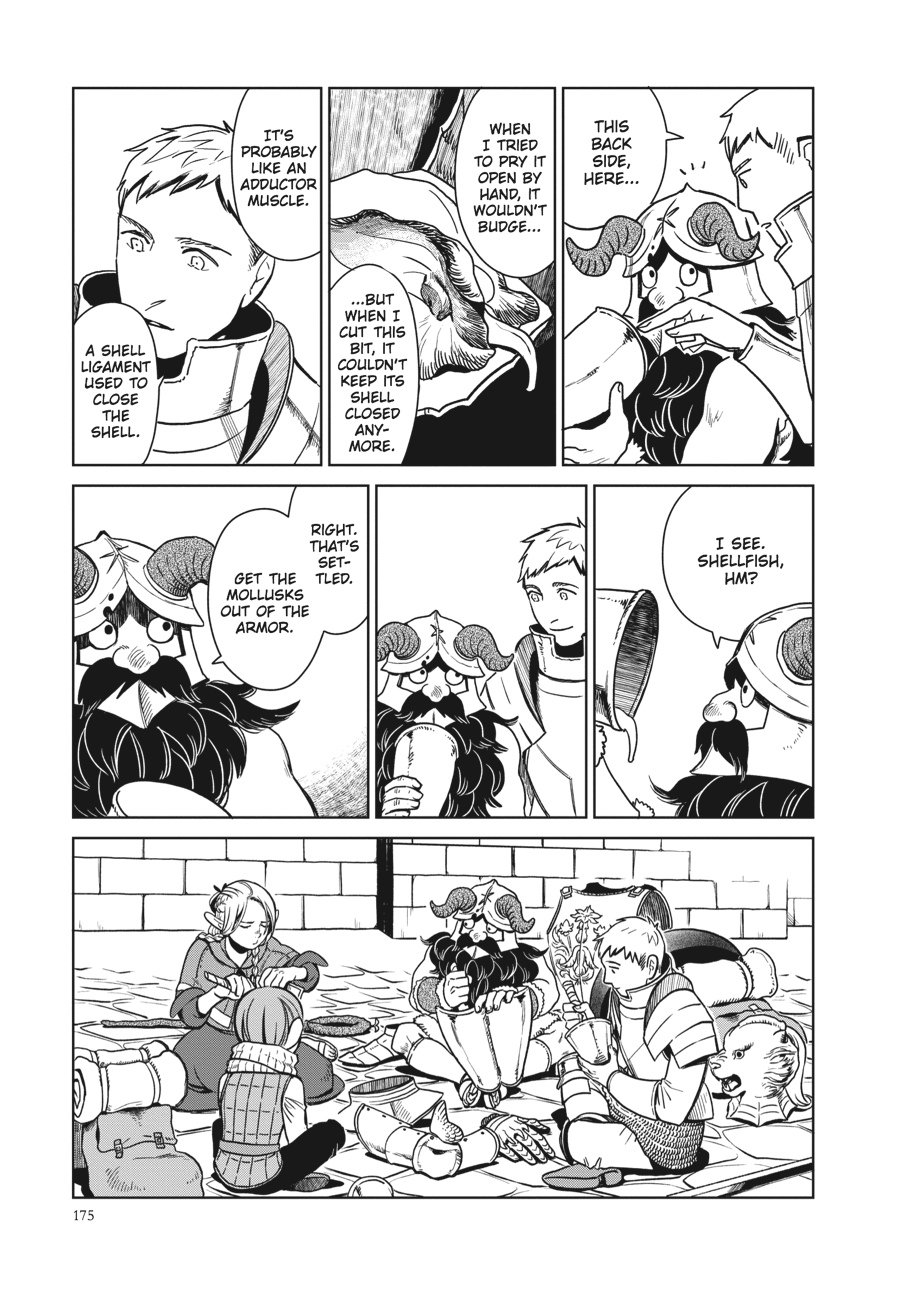 THIS
BACK
SIDE,
HERE...
WHEN
I TRIED
TO PRY IT
OPEN BY
HAND, IT
WOULDN'T
BUDGE...
...BUT
WHEN I
CUT THIS
BIT, IT
COULDN'T
KEEP ITS
SHELL
CLOSED
ANY-
MORE.
IT'S
PROBABLY
LIKE AN
ADDUCTOR
MUSCLE.
A SHELL
LIGAMENT
USED TO
CLOSE
THE
SHELL.
I SEE.
SHELLFISH,
HM?
RIGHT.
THAT'S
SET-
TLED.
GET THE
MOLLUSKS
OUT OF THE
ARMOR.
175